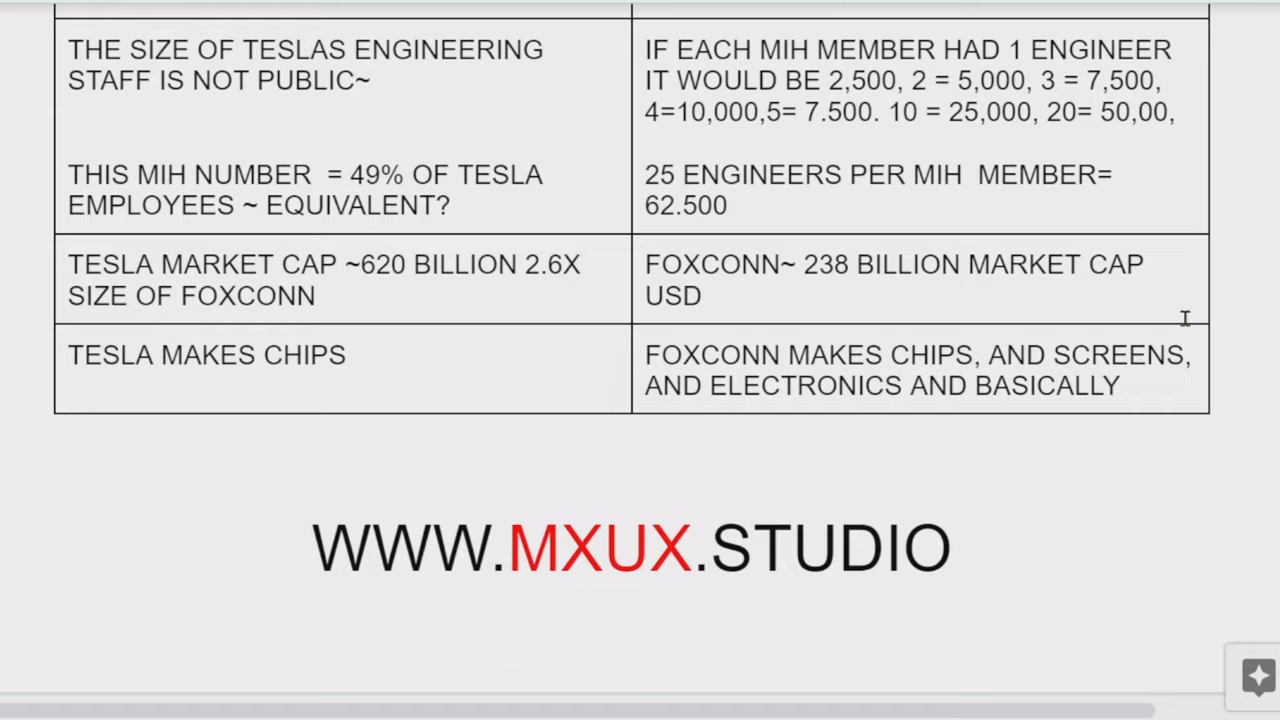 THE SIZE OF TESLAS ENGINEERING
STAFF IS NOT PUBLIC~
THIS MIH NUMBER  = 49% OF TESLA
EMPLOYEES ~ EQUIVALENT?
IF EACH MIH MEMBER HAD 1 ENGINEER
IT WOULD BE 2,500, 2 = 5,000, 3 = 7,500,
4=10,000,5= 7.500. 10 = 25,000, 20= 50,00,
25 ENGINEERS PER MIH  MEMBER=
62.500
TESLA MARKET CAP ~620 BILLION 2.6X
SIZE OF FOXCONN
FOXCONN~ 238 BILLION MARKET CAP
USD
TESLA MAKES CHIPS
FOXCONN MAKES CHIPS, AND SCREENS,
AND ELECTRONICS AND BASICALLY
WWW.MXUX.STUDIO